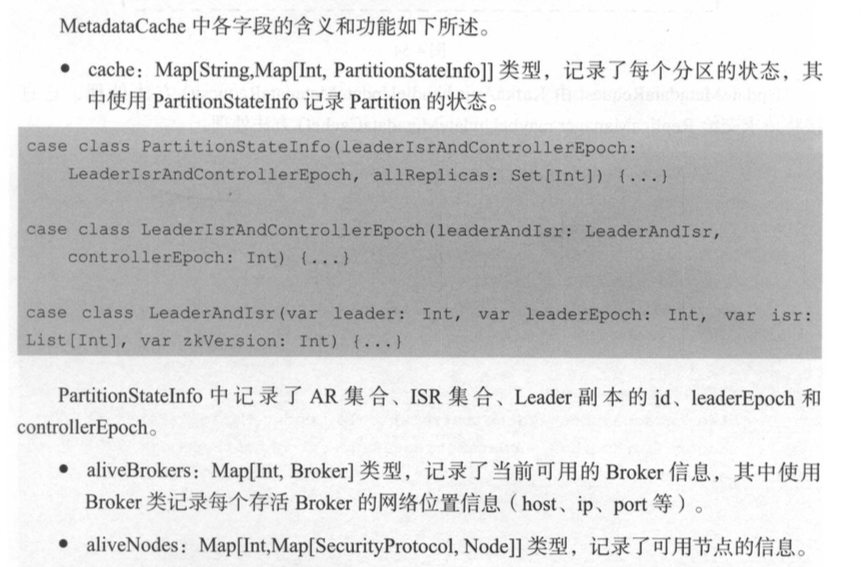 MetadataCache 中各字段的含义和功能如下所述。
● cache：Map[String,Map[Int, PartitionStateInfo]] 类型，记录了每个分区的状态，其
中使用 PartitionStateInfo 记录 Partition 的状态。
case class PartitionStateInfo(leaderIsrAndControllerEpoch:
LeaderIsrAndControllerEpoch, allReplicas: Set[Int]) {...}
case class LeaderIsrAndControllerEpoch(leaderAndIsr: LeaderAndIsr,
controllerEpoch: Int) {...}
case class LeaderAndIsr(var leader: Int, var leaderEpoch: Int, var isr:
List[Int], var zkVersion: Int) {...}
PartitionStateInfo 中记录了 AR 集合、ISR 集合、Leader 副本的 id、leaderEpoch 和
controllerEpoch。
● aliveBrokers：Map[Int, Broker] 类型，记录了当前可用的 Broker 信息，其中使用
Broker 类记录每个存活 Broker 的网络位置信息（host、ip、port 等）。
● aliveNodes：Map[Int,Map[SecurityProtocol, Node]] 类型，记录了可用节点的信息。